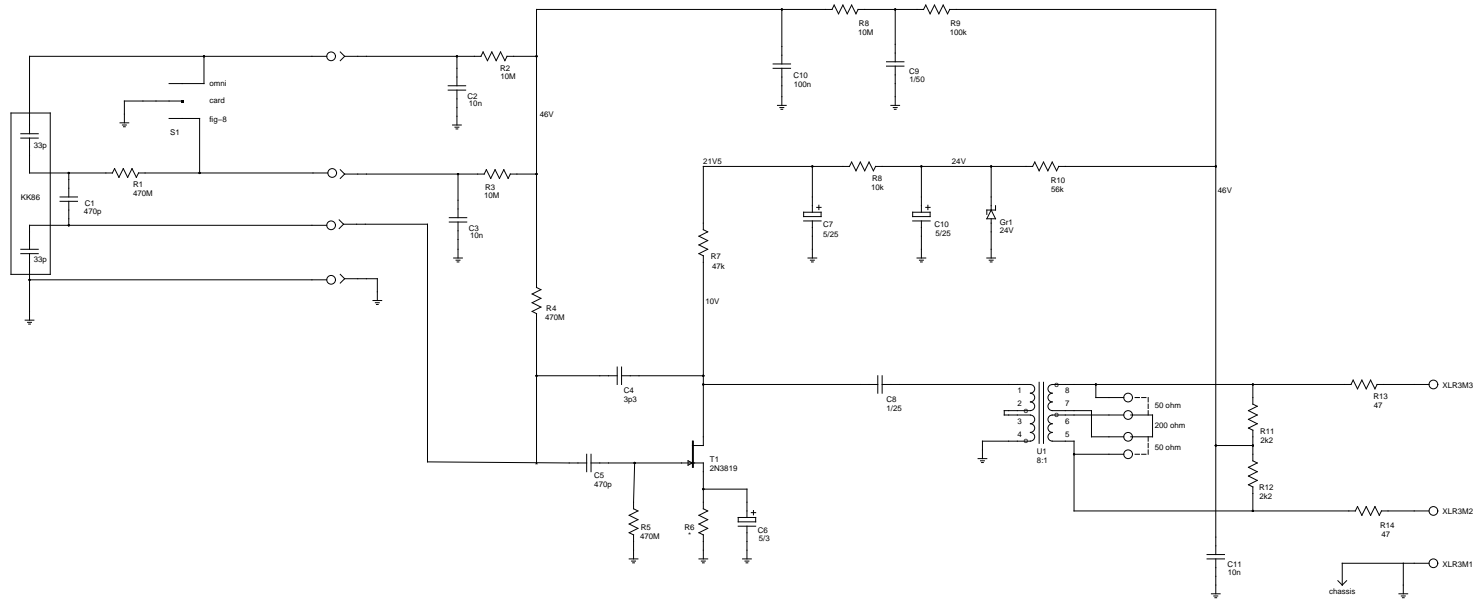 R8
10M
R9
100k
C10
100n
C9
1/50
R2
10M
C2
10n
omni
card
fig-8
S1
46V
33p
KK86
33p
R1
470M
C1
470p
R3
10M
C3
10n
21V5
R8
10k
24V
R10
56k
46V
C7
5/25
C10
5/25
Gr1
24V
R7
47k
10V
R4
470M
C4
3p3
C8
1/25
1
2
3
4
8
7
6
5
U1
8:1
50 ohm
200 ohm
50 ohm
R11
2k2
R12
2k2
R13
47
XLR3M3
R14
47
XLR3M2
XLR3M1
chassis
C11
10n
C5
470p
T1
2N3819
R5
470M
R6
*
C6
5/3